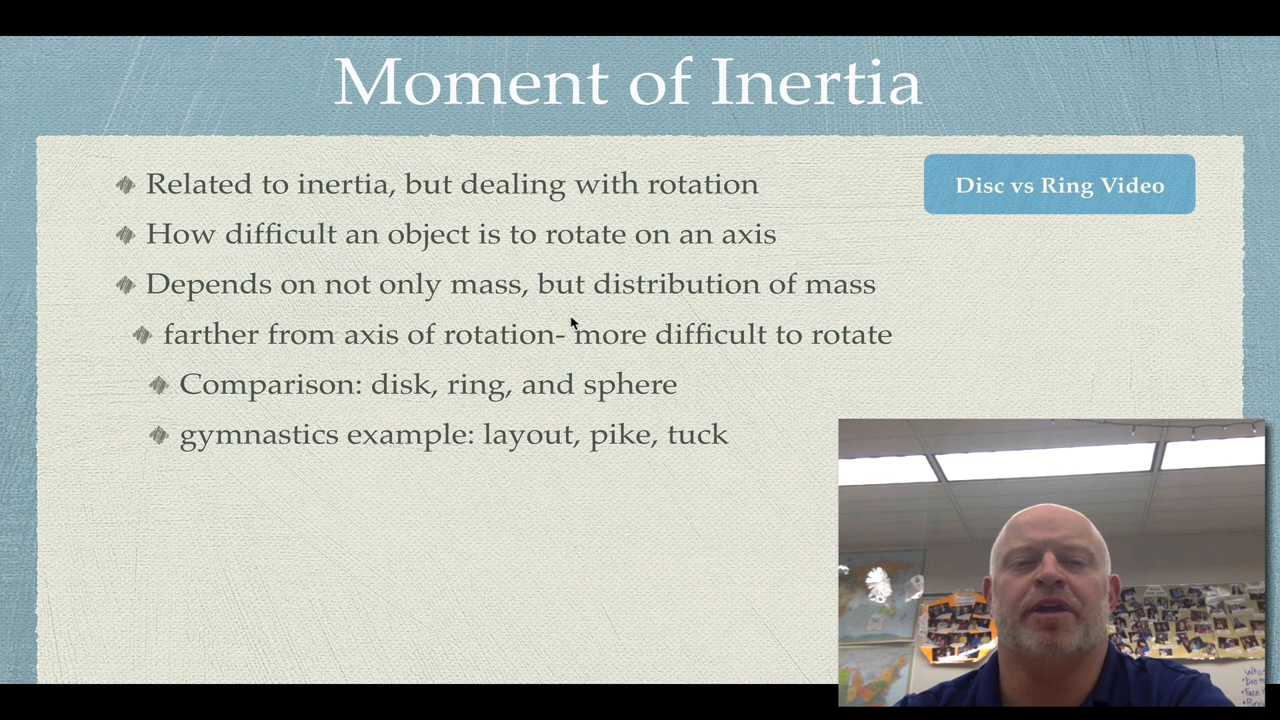 Moment of Inertia
Disc vs Ring Video
Related to inertia, but dealing with rotation
How difficult an object is to rotate on an axis
Depends on not only mass, but distribution of mass
farther from axis of rotation- more difficult to rotate
Comparison: disk, ring, and sphere
gymnastics example: layout, pike, tuck